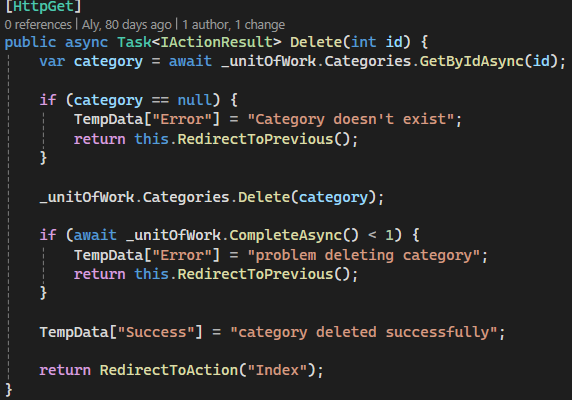 [HttpGet]
0 references | Aly, 80 days ago | 1 author, 1 change
public async Task<IActionResult> Delete(int id) {
    var category = await _unitOfWork.Categories.GetByIdAsync(id);

    if (category == null) {
        TempData["Error"] = "Category doesn't exist";
        return this.RedirectToPrevious();
    }

    _unitOfWork.Categories.Delete(category);

    if (await _unitOfWork.CompleteAsync() < 1) {
        TempData["Error"] = "problem deleting category";
        return this.RedirectToPrevious();
    }

    TempData["Success"] = "category deleted successfully";

    return RedirectToAction("Index");
}